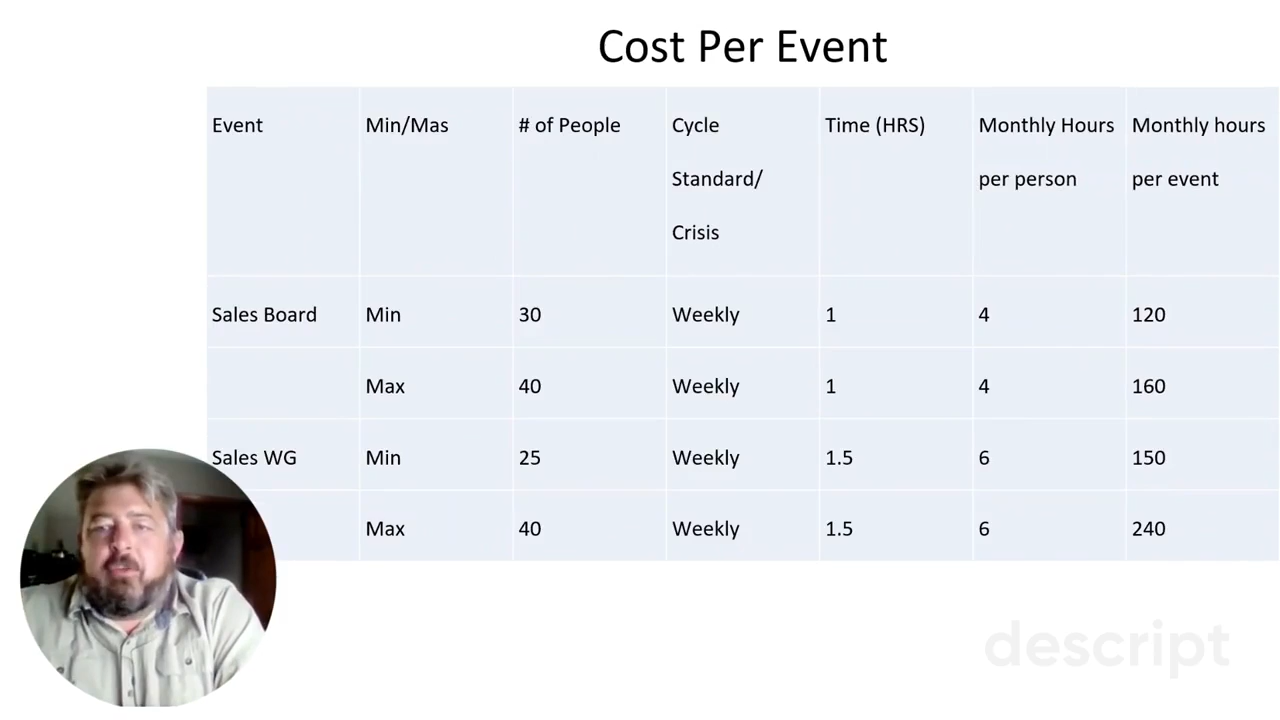 Cost Per Event
Event Min/Mas # of People Cycle Time (HRS) Monthly Hours Monthly hours
Standard/ per person per event
Crisis
Sales Board Min 30 Weekly 1 4 120
Max 40 Weekly 1 4 160
Sales WG Min 25 Weekly 1.5 6 150
Max 40 Weekly 1.5 6 240
descript